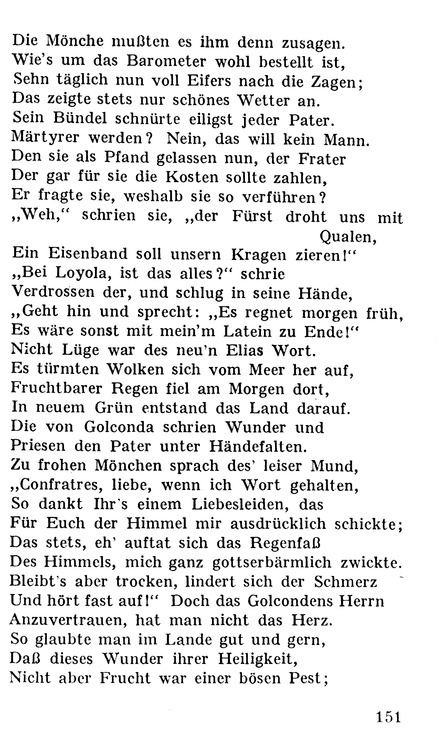 Die Mönche mußten es ihm denn zusagen.
Wie's um das Barometer wohl bestellt ist,
Sehn täglich nun voll Eifers nach die Zagen;
Das zeigte stets nur schönes Wetter an.
Sein Bündel schnürte eiligst jeder Pater.
Märtyrer werden? Nein, das will kein Mann.
Den sie als Pfand gelassen nun, der Frater
Der gar für sie die Kosten sollte zahlen,
Er fragte sie, weshalb sie so verführen?
„Weh,“ schrien sie, „der Fürst droht uns mit
Qualen,
Ein Eisenband soll unsern Kragen zieren!“
„Bei Loyola, ist das alles?“ schrie
Verdrossen der, und schlug in seine Hände,
„Geht hin und sprecht: „Es regnet morgen früh,
Es wäre sonst mit mein'm Latein zu Ende!“
Nicht Lüge war des neu'n Elias Wort.
Es türmten Wolken sich vom Meer her auf,
Fruchtbarer Regen fiel am Morgen dort,
In neuem Grün entstand das Land darauf.
Die von Golconda schrien Wunder und
Priesen den Pater unter Händefalten.
Zu frohen Mönchen sprach des' leiser Mund,
„Confratres, liebe, wenn ich Wort gehalten,
So dankt Ihr's einem Liebesleiden, das
Für Euch der Himmel mir ausdrücklich schickte;
Das stets, eh' auftat sich das Regenfaß
Des Himmels, mich ganz gottserbärmlich zwickte.
Bleibt's aber trocken, lindert sich der Schmerz
Und hört fast auf!“ Doch das Golcondens Herrn
Anzuvertrauen, hat man nicht das Herz.
So glaubte man im Lande gut und gern,
Daß dieses Wunder ihrer Heiligkeit,
Nicht aber Frucht war einer bösen Pest;
151